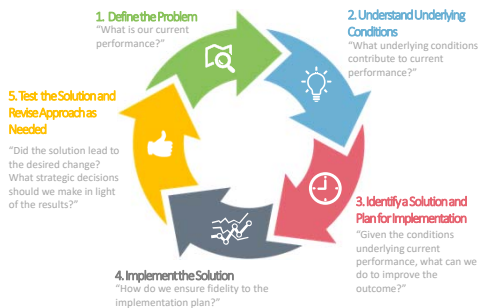 1. Define the Problem
"What is our current
performance?"
2. Understand Underlying
Conditions
"What underlying conditions
contribute to current
performance?"
3. Identify a Solution and
Plan for Implementation
"Given the conditions
underlying current
performance, what can we
do to improve the
outcome?"
4. Implement the Solution
"How do we ensure fidelity to the
implementation plan?"
5. Test the Solution and
Revise Approach as
Needed
"Did the solution lead to
the desired change?
What strategic decisions
should we make in light
of the results?"